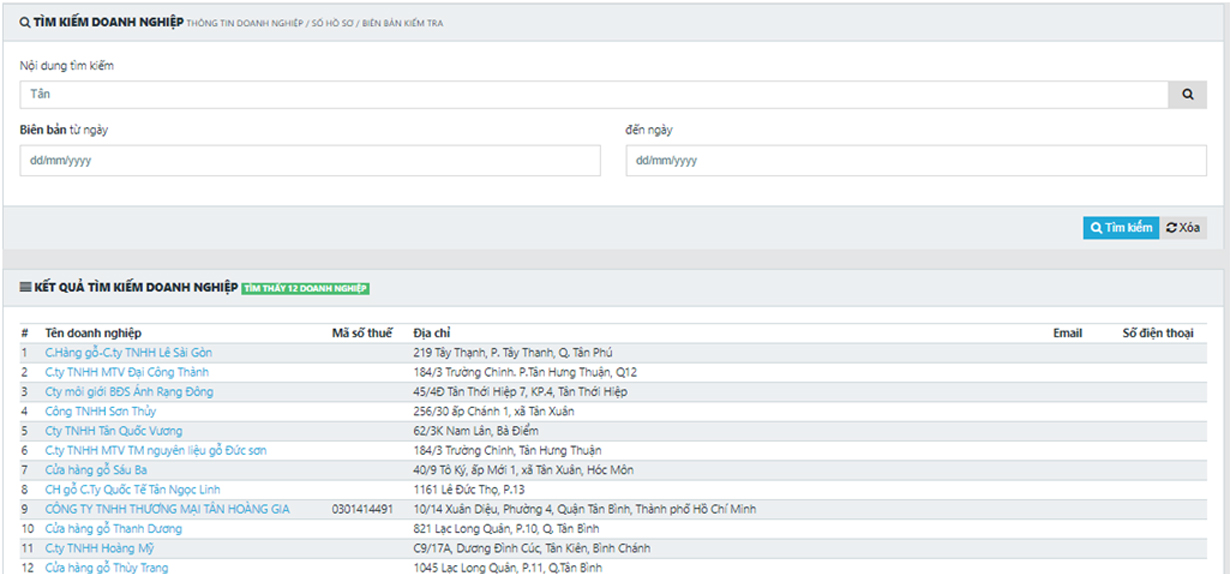 TÌM KIẾM DOANH NGHIỆP THÔNG TIN DOANH NGHIỆP / SỐ HỒ SƠ / BIÊN BẢN KIỂM TRA
Nội dung tìm kiếm
Tân
Biên bản từ ngày
đến ngày
dd/mm/yyyy
dd/mm/yyyy
Tìm kiếm Xóa
KẾT QUẢ TÌM KIẾM DOANH NGHIỆP TÌM THẤY 12 DOANH NGHIỆP
# Tên doanh nghiệp Mã số thuế Địa chỉ Email Số điện thoại
1 C.Hàng gỗ-C.ty TNHH Lê Sài Gòn 219 Tây Thạnh, P. Tây Thanh, Q. Tân Phú
2 C.ty TNHH MTV Đại Công Thành 184/3 Trường Chinh. P.Tân Hưng Thuận, Q12
3 Cty môi giới BĐS Ánh Rạng Đông 45/4Đ Tân Thới Hiệp 7, KP.4, Tân Thới Hiệp
4 Công TNHH Sơn Thủy 256/30 ấp Chánh 1, xã Tân Xuân
5 Cty TNHH Tân Quốc Vương 62/3K Nam Lân, Bà Điểm
6 C.ty TNHH MTV TM nguyên liệu gỗ Đức sơn 184/3 Trường Chinh, Tân Hưng Thuận
7 Cửa hàng gỗ Sáu Ba 40/9 Tô Ký, ấp Mới 1, xã Tân Xuân, Hóc Môn
8 CH gỗ C.Ty Quốc Tế Tân Ngọc Linh 1161 Lê Đức Thọ, P.13
9 CÔNG TY TNHH THƯƠNG MẠI TÂN HOÀNG GIA 0301414491 10/14 Xuân Diệu, Phường 4, Quận Tân Bình, Thành phố Hồ Chí Minh
10 Cửa hàng gỗ Thanh Dương 821 Lạc Long Quân, P.10, Q. Tân Bình
11 C.ty TNHH Hoàng Mỹ C9/17A, Dương Đình Cúc, Tân Kiên, Bình Chánh
12 Cửa hàng gỗ Thùy Trang 1045 Lạc Long Quân, P.11, Q.Tân Bình